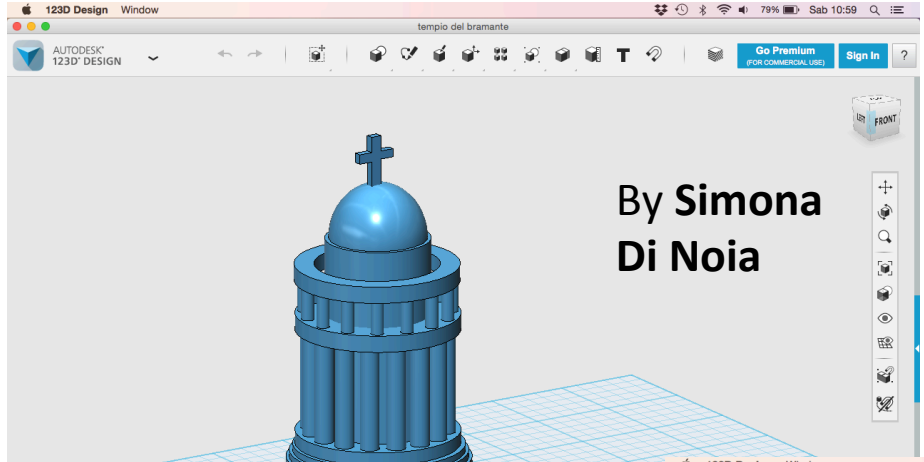 123D Design Window
79% Sab 10:59
tempio del bramante
AUTODESK®
123D® DESIGN
T
Go Premium
(FOR COMMERCIAL USE)
Sign In
?
LEFT
FRONT
By Simona
Di Noia